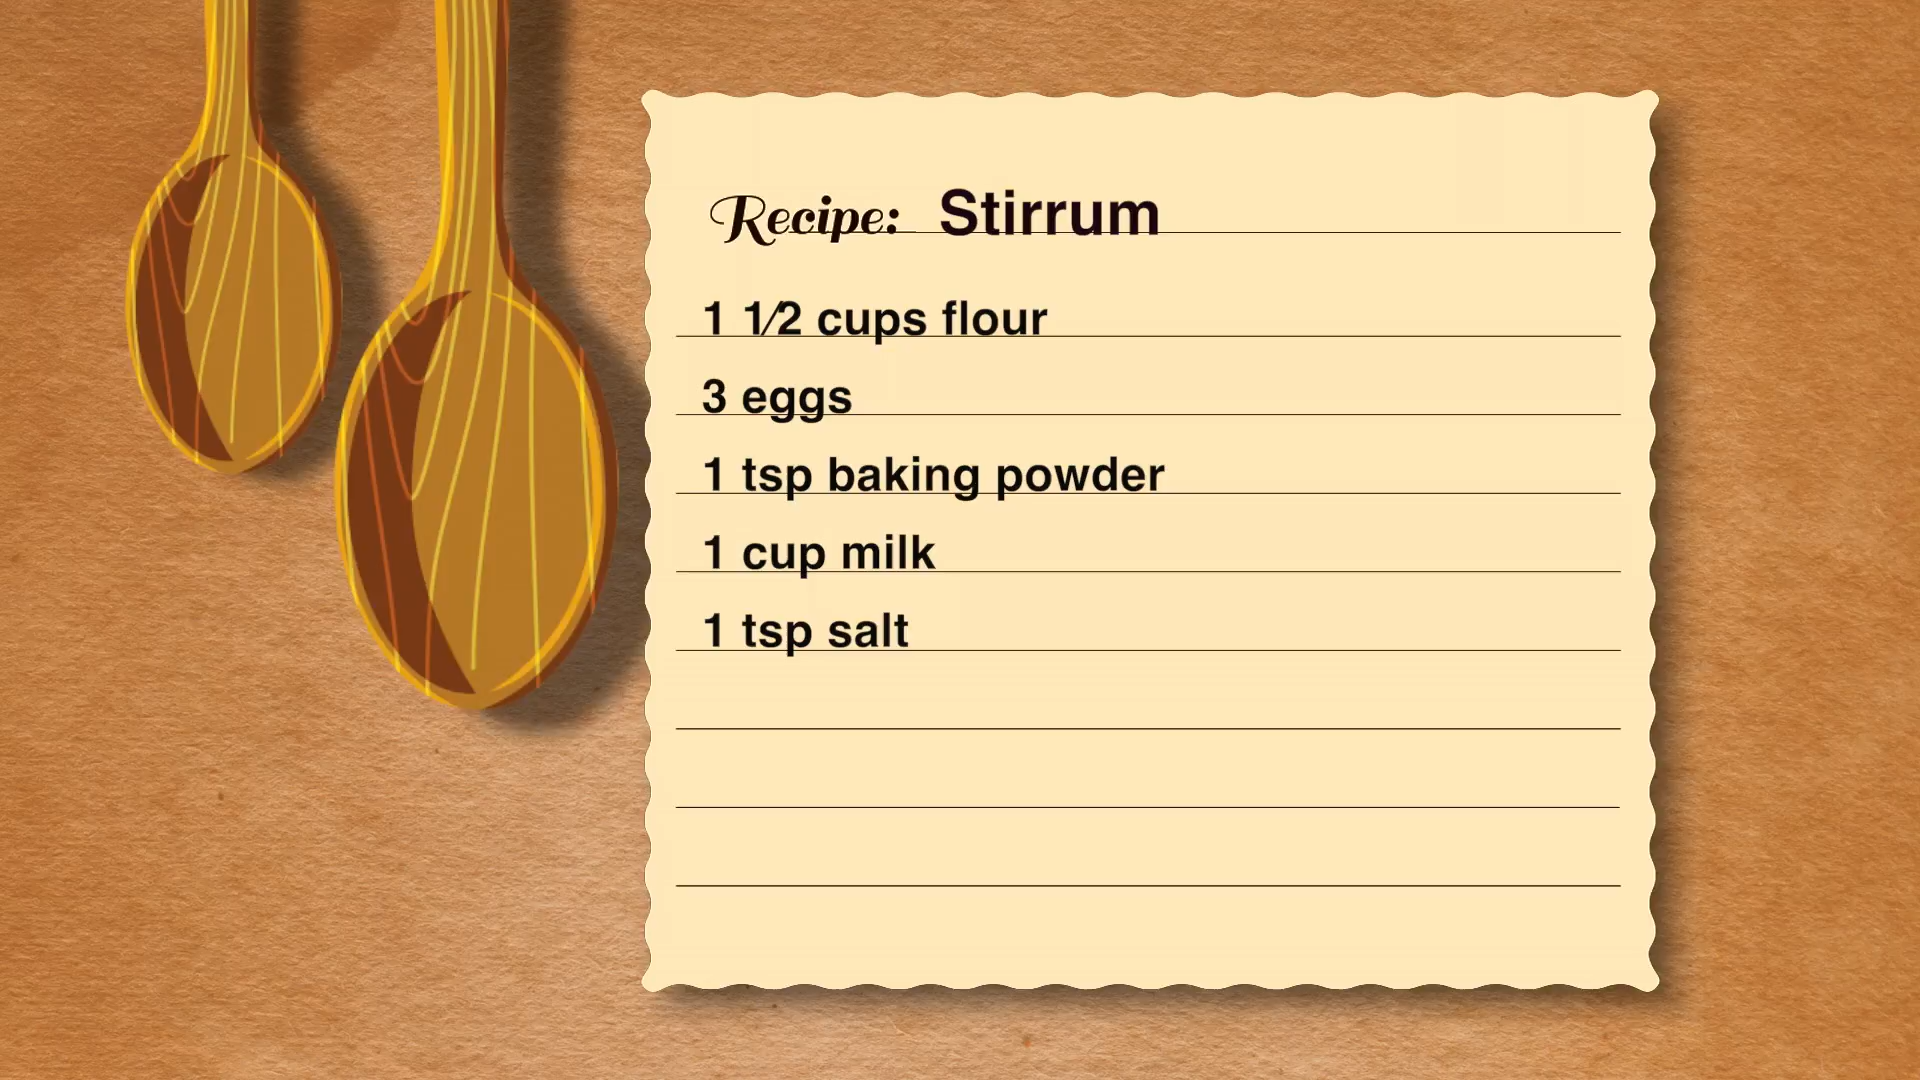 Recipe: Stirrum
1 1⁄2 cups flour
3 eggs
1 tsp baking powder
1 cup milk
1 tsp salt